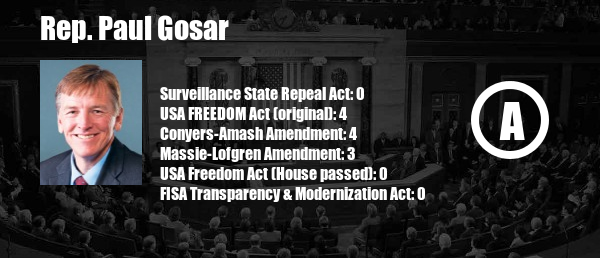 Rep. Paul Gosar
Surveillance State Repeal Act: 0
USA FREEDOM Act (original): 4
Conyers-Amash Amendment: 4
Massie-Lofgren Amendment: 3
USA Freedom Act (House passed): 0
FISA Transparency & Modernization Act: 0
A